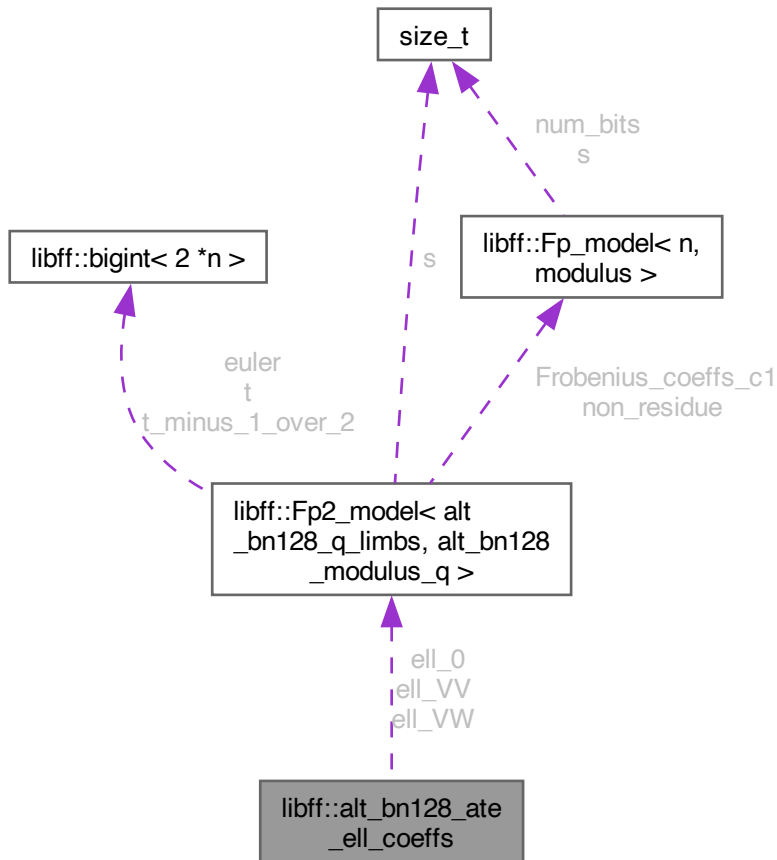 size_t
num_bits
s
libff::bigint< 2 *n >
s
libff::Fp_model< n,
modulus >
euler
t
t_minus_1_over_2
Frobenius_coeffs_c1
non_residue
libff::Fp2_model< alt
_bn128_q_limbs, alt_bn128
_modulus_q >
ell_0
ell_VV
ell_VW
libff::alt_bn128_ate
_ell_coeffs